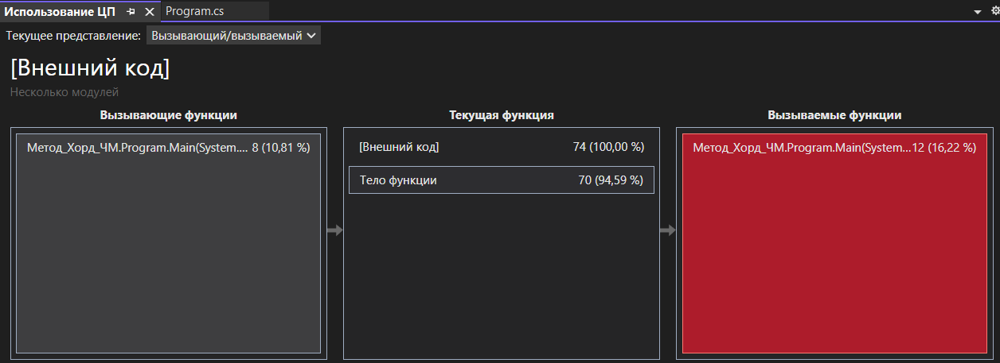 Использование ЦП Program.cs
Текущее представление: Вызывающий/вызываемый
[Внешний код]
Несколько модулей
Вызывающие функции
Метод_Хорд_ЧМ.Program.Main(System.... 8 (10,81 %)
Текущая функция
[Внешний код] 74 (100,00 %)
Тело функции 70 (94,59 %)
Вызываемые функции
Метод_Хорд_ЧМ.Program.Main(System...12 (16,22 %)